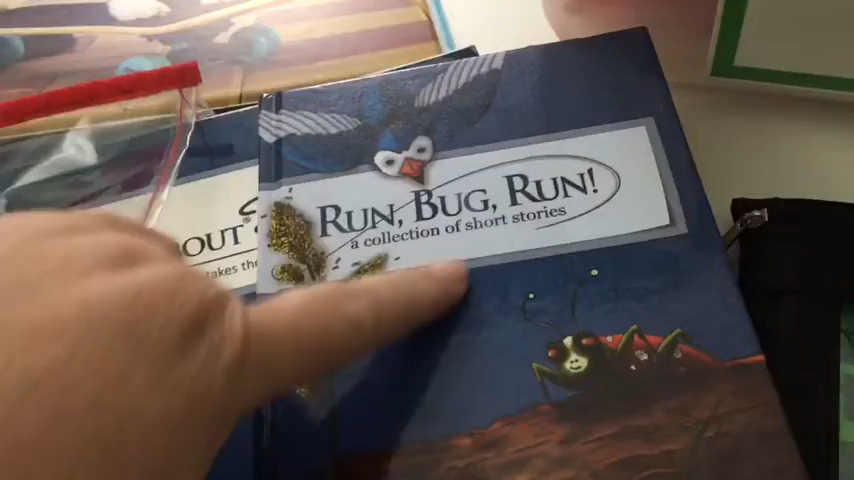 RUN, BUG, RUN!
a collection of short stories
OUT
takes the